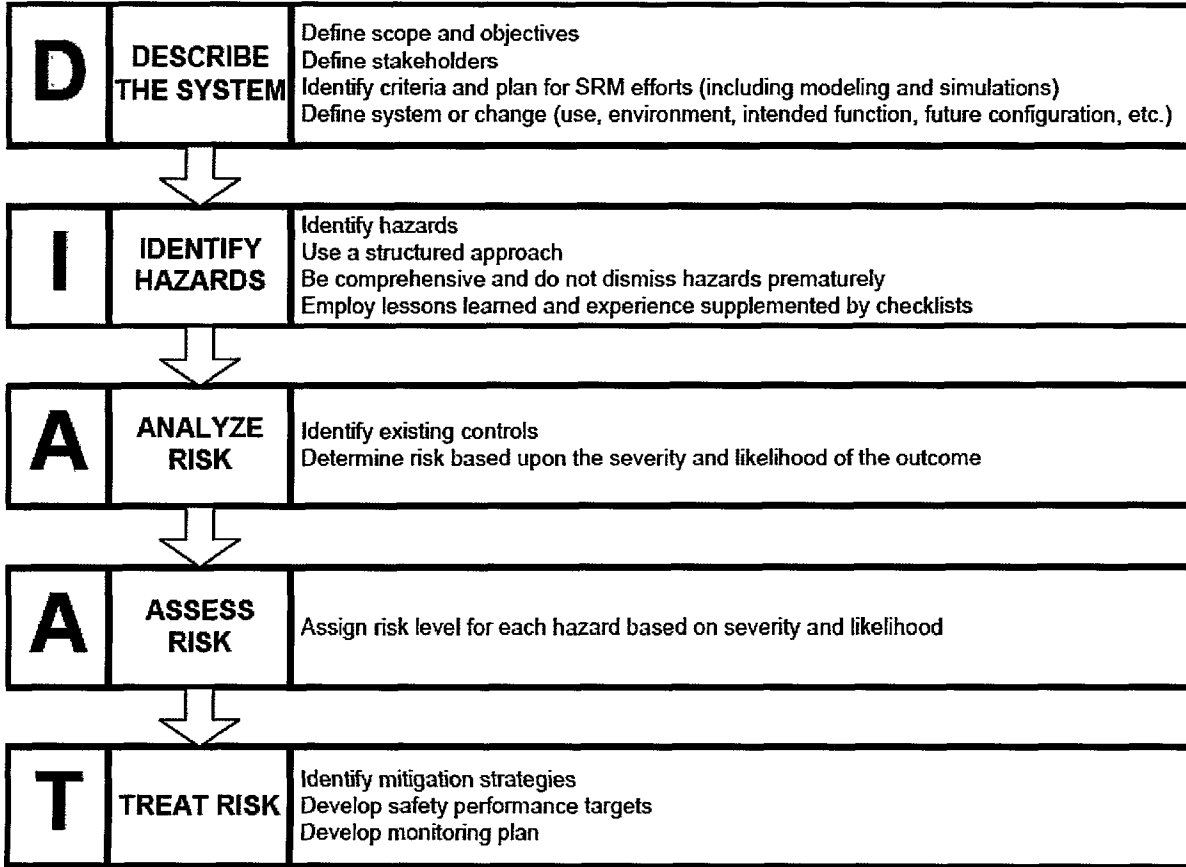 D
DESCRIBE
THE SYSTEM
Define scope and objectives
Define stakeholders
Identify criteria and plan for SRM efforts (including modeling and simulations)
Define system or change (use, environment, intended function, future configuration, etc.)
I
IDENTIFY
HAZARDS
Identify hazards
Use a structured approach
Be comprehensive and do not dismiss hazards prematurely
Employ lessons learned and experience supplemented by checklists
A
ANALYZE
RISK
Identify existing controls
Determine risk based upon the severity and likelihood of the outcome
A
ASSESS
RISK
Assign risk level for each hazard based on severity and likelihood
T
TREAT RISK
Identify mitigation strategies
Develop safety performance targets
Develop monitoring plan